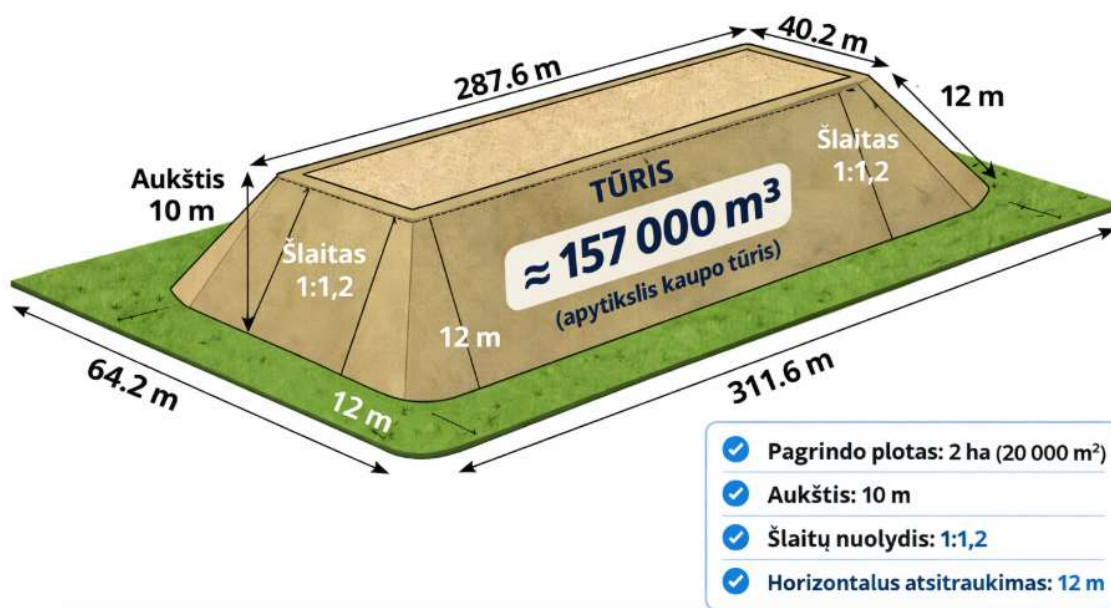 287.6 m
40.2 m
12 m
Aukštis
10 m
Šlaitas
1:1,2
Šlaitas
1:1,2
TŪRIS
≈ 157 000 m³
(apytikslis kaupo tūris)
12 m
12 m
64.2 m
311.6 m
Pagrindo plotas: 2 ha (20 000 m²)
Aukštis: 10 m
Šlaitų nuolydis: 1:1,2
Horizontalus atsitraukimas: 12 m